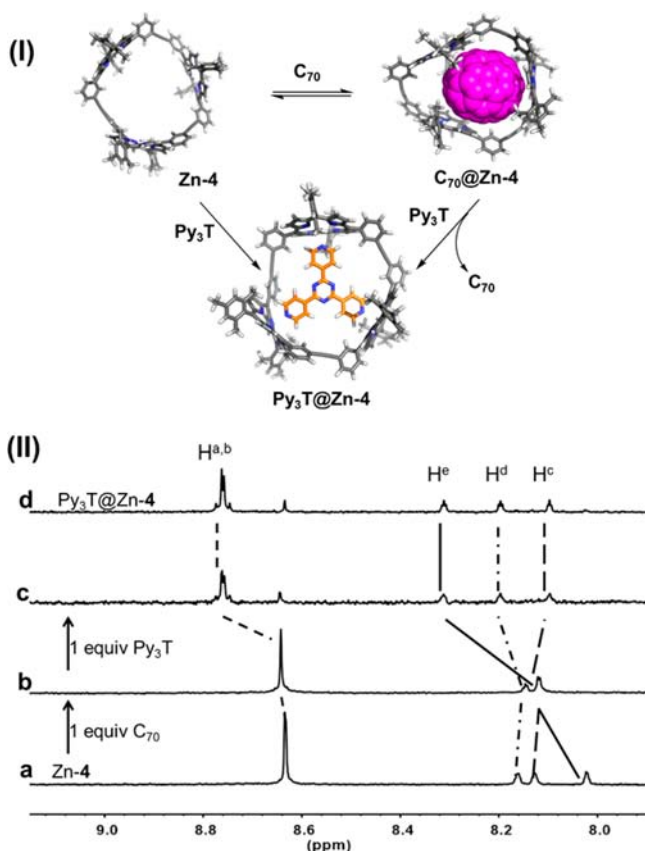 (I)
C₇₀
Zn-4
C₇₀@Zn-4
Py₃T
Py₃T
C₇₀
Py₃T@Zn-4
(II)
Hᵃ,ᵇ
Hᵉ
Hᵈ
Hᶜ
d Py₃T@Zn-4
c
1 equiv Py₃T
b
1 equiv C₇₀
a Zn-4
9.0 8.8 8.6 8.4 8.2 8.0
(ppm)